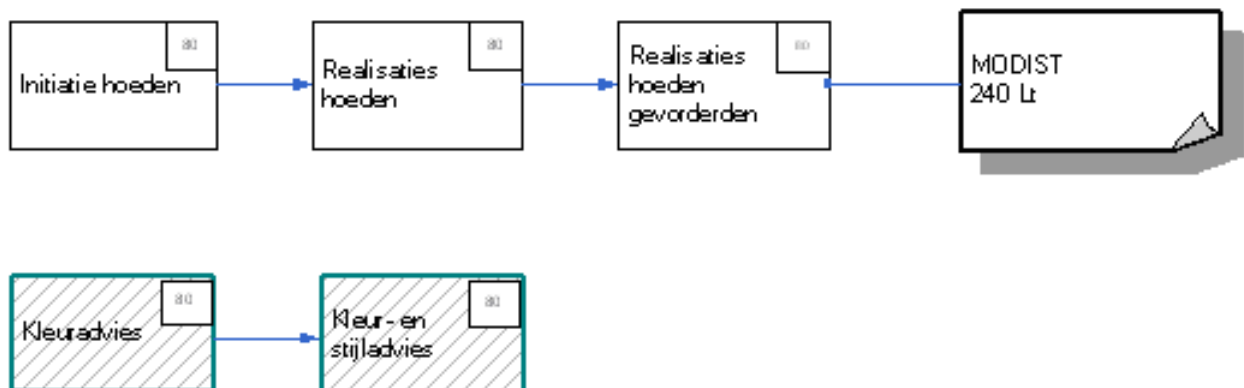 80
Initiatie hoeden
80
Realisaties
hoeden
80
Realisaties
hoeden
gevorderden
MODIST
240 Lt
80
Kleuradvies
80
Kleur- en
stijladvies